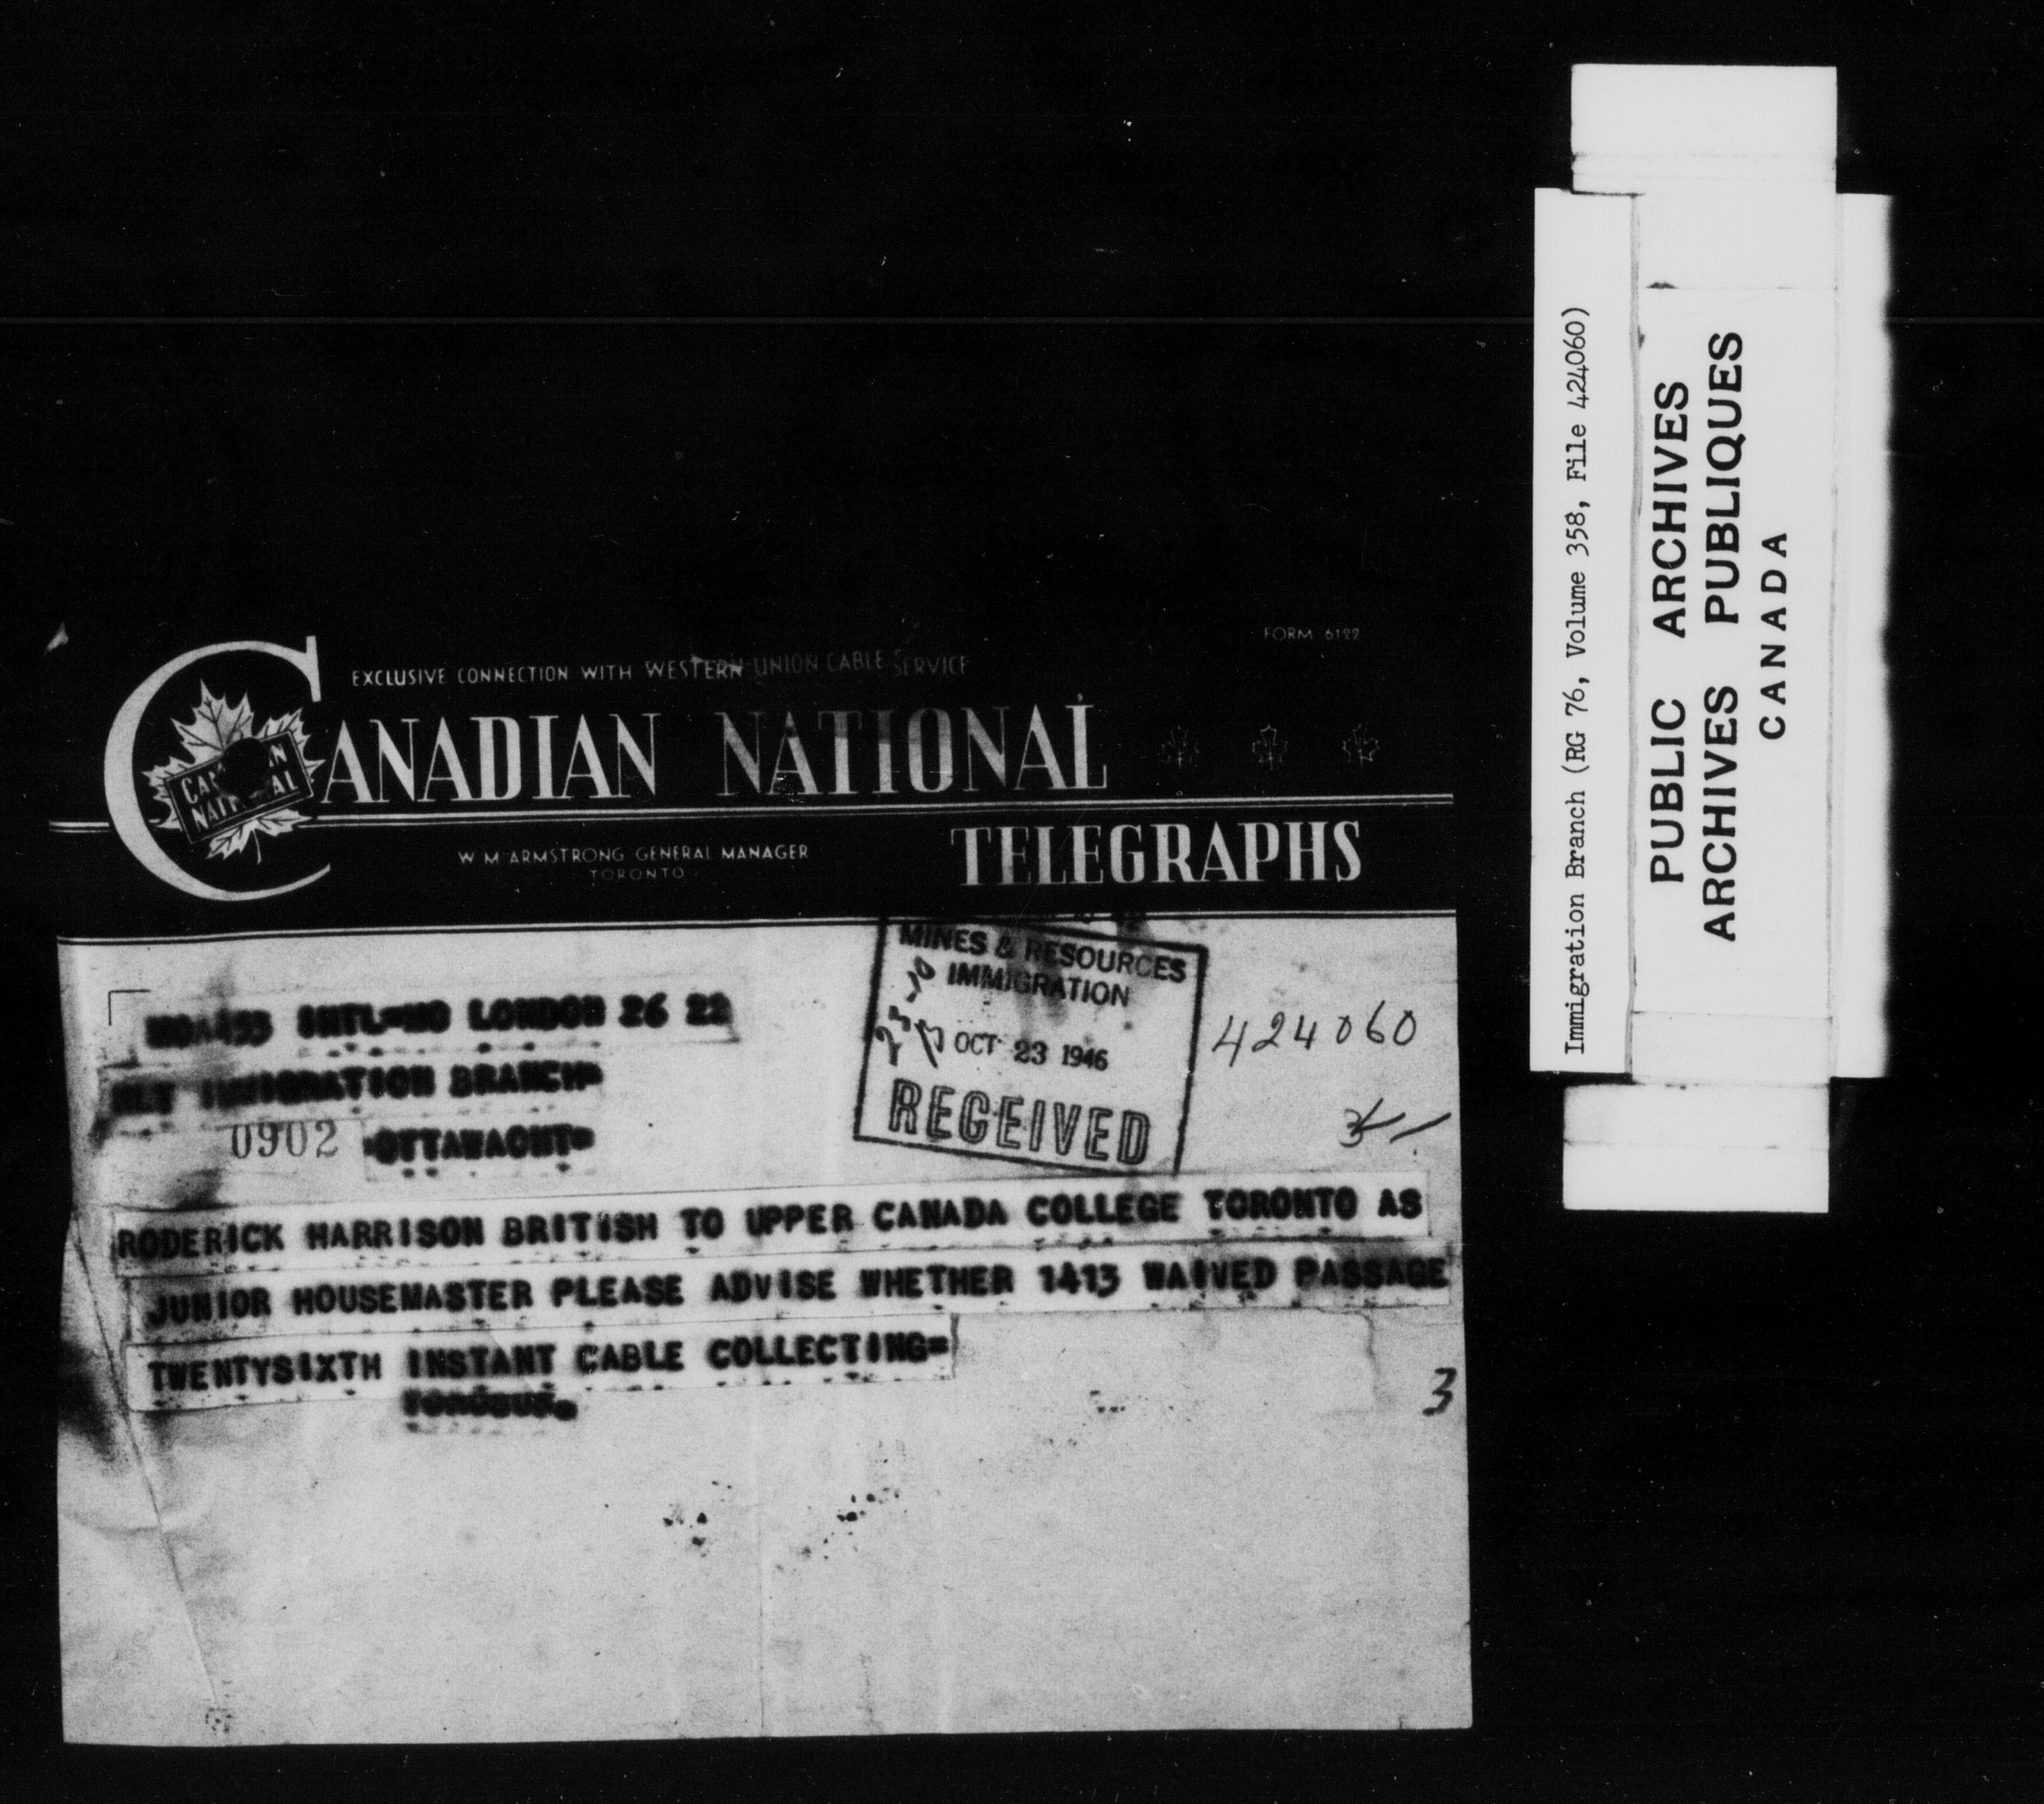 FORM 6122
EXCLUSIVE CONNECTION WITH WESTERN UNION CABLE SERVICE
CANADIAN NATIONAL
CANADIAN
NATIONAL
TELEGRAPHS
W M ARMSTRONG GENERAL MANAGER
TORONTO
MINES & RESOURCES
IMMIGRATION
OCT 23 1946
RECEIVED
424060
LONDON 26 22
IMMIGRATION BRANCH=
0902 =OTTAWAONT=
RODERICK HARRISON BRITISH TO UPPER CANADA COLLEGE TORONTO AS
JUNIOR HOUSEMASTER PLEASE ADVISE WHETHER 1413 WAIVED PASSAGE
TWENTYSIXTH INSTANT CABLE COLLECTING=
3
Immigration Branch (RG 76, Volume 358, File 424060)
PUBLIC ARCHIVES
ARCHIVES PUBLIQUES
CANADA